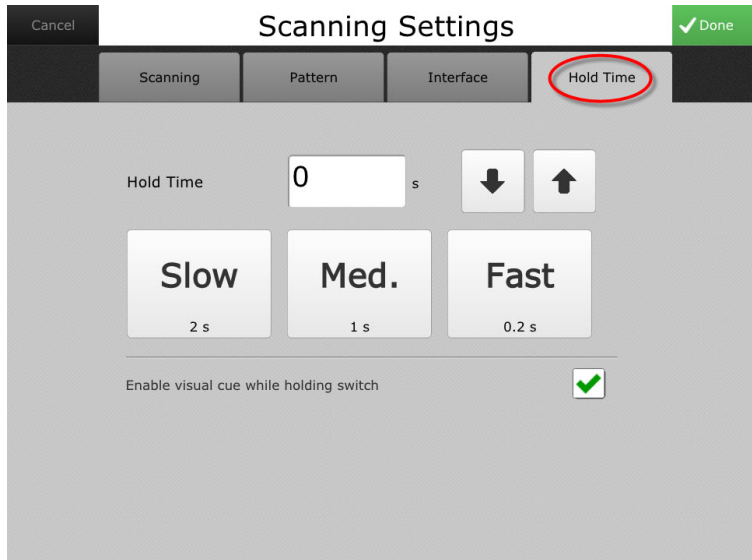 Cancel
Scanning Settings
Done
Scanning
Pattern
Interface
Hold Time
Hold Time
0
s
Slow
Med.
Fast
2 s
1 s
0.2 s
Enable visual cue while holding switch